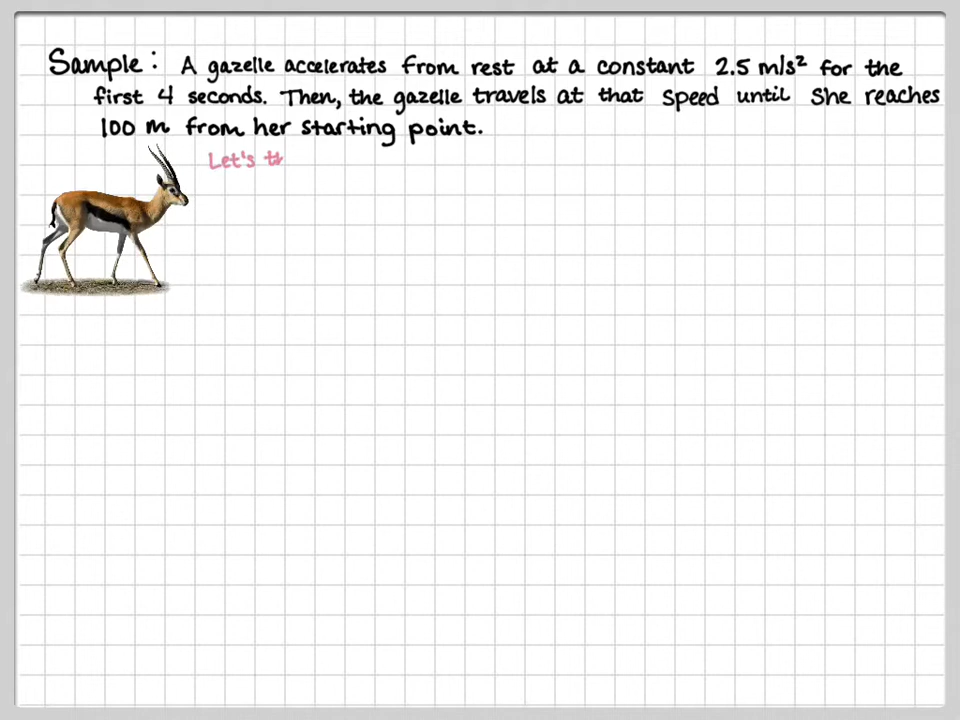 Sample: A gazelle accelerates from rest at a constant 2.5 m/s² for the
first 4 seconds. Then, the gazelle travels at that speed until she reaches
100 m from her starting point.
Let's